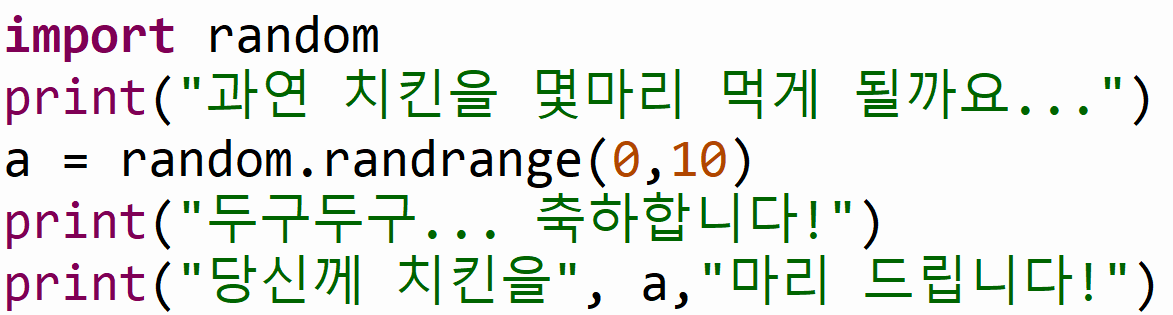 import random
print("과연 치킨을 몇마리 먹게 될까요...")
a = random.randrange(0,10)
print("두구두구... 축하합니다!")
print("당신께 치킨을", a,"마리 드립니다!")